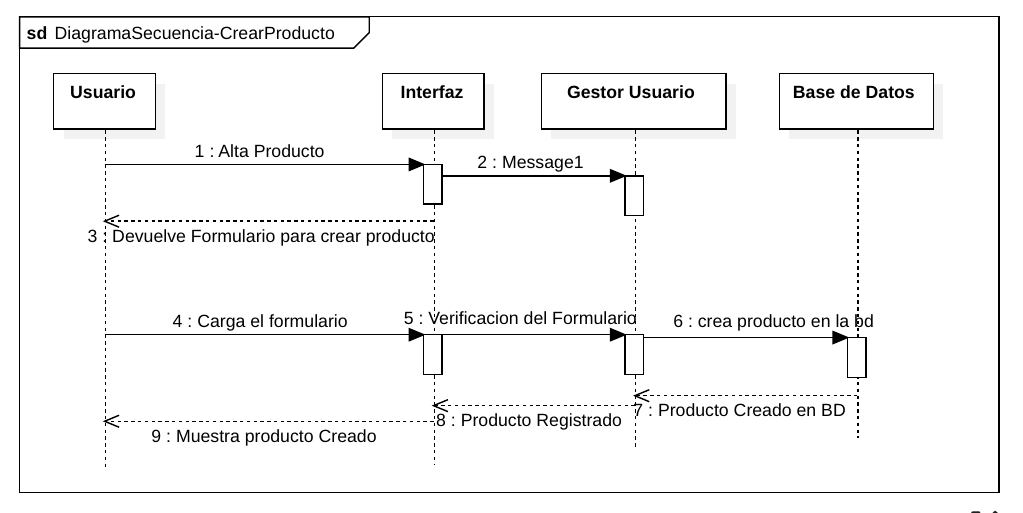 sd DiagramaSecuencia-CrearProducto
Usuario
Interfaz
Gestor Usuario
Base de Datos
1 : Alta Producto
2 : Message1
3 : Devuelve Formulario para crear producto
4 : Carga el formulario
5 : Verificacion del Formulario
6 : crea producto en la bd
7 : Producto Creado en BD
8 : Producto Registrado
9 : Muestra producto Creado